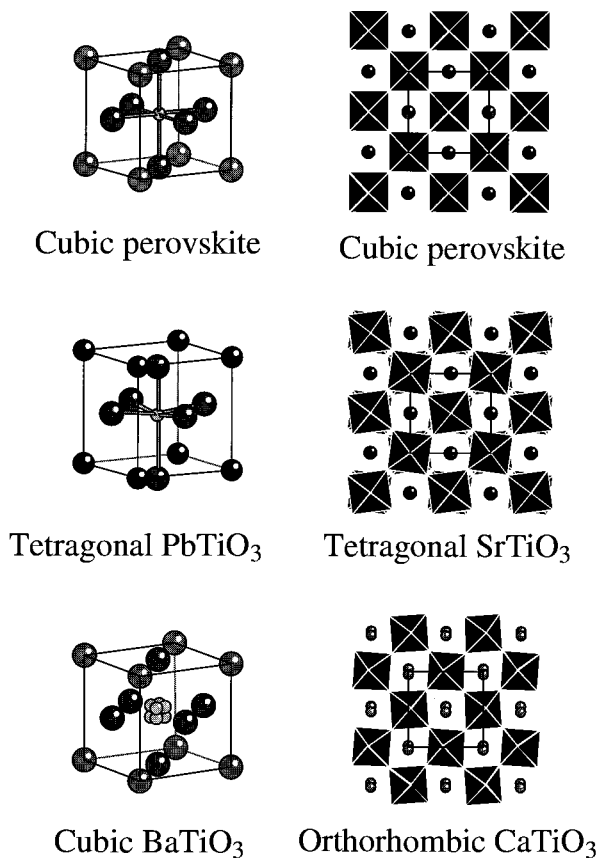 Cubic perovskite
Cubic perovskite
Tetragonal PbTiO₃
Tetragonal SrTiO₃
Cubic BaTiO₃
Orthorhombic CaTiO₃